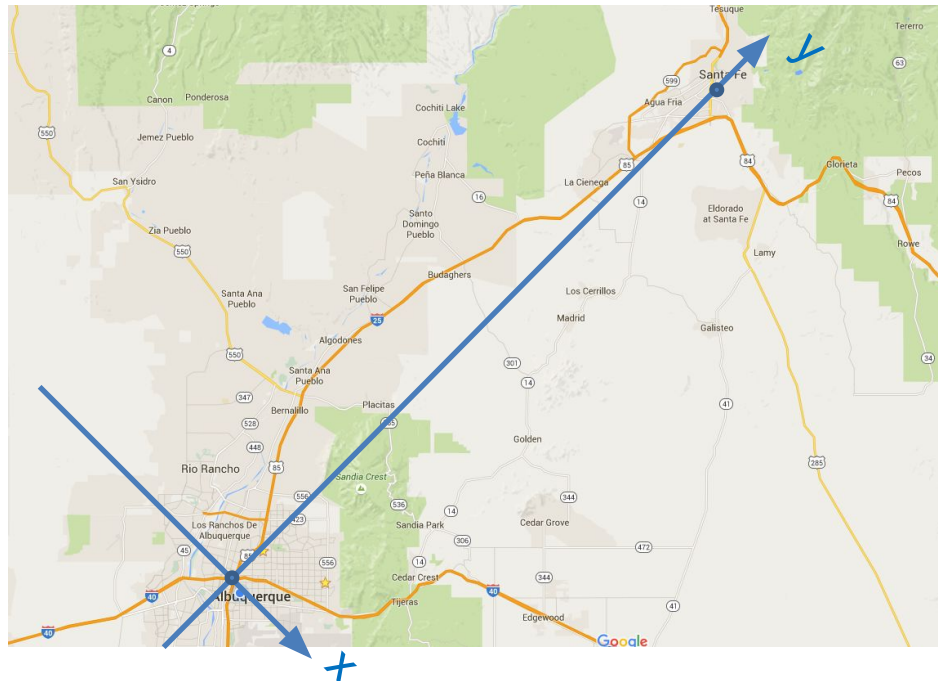 Tesuque
Tererro
4
63
Santa Fe
y
599
Canon
Ponderosa
Agua Fria
Cochiti Lake
550
Jemez Pueblo
Cochiti
85
84
Glorieta
Pecos
Peña Blanca
San Ysidro
La Cienega
16
14
84
Eldorado
at Santa Fe
Santo
Domingo
Pueblo
Zia Pueblo
550
Rowe
Lamy
Budaghers
San Felipe
Pueblo
Santa Ana
Pueblo
Los Cerrillos
25
Madrid
Galisteo
Algodones
550
34
301
Santa Ana
Pueblo
14
347
Placitas
41
Bernalillo
528
Golden
448
285
Rio Rancho
85
Sandia Crest
556
344
536
14
423
Los Ranchos De
Albuquerque
Sandia Park
Cedar Grove
306
472
45
556
14
Cedar Crest
344
40
40
Albuquerque
Tijeras
41
Edgewood
40
Google
x